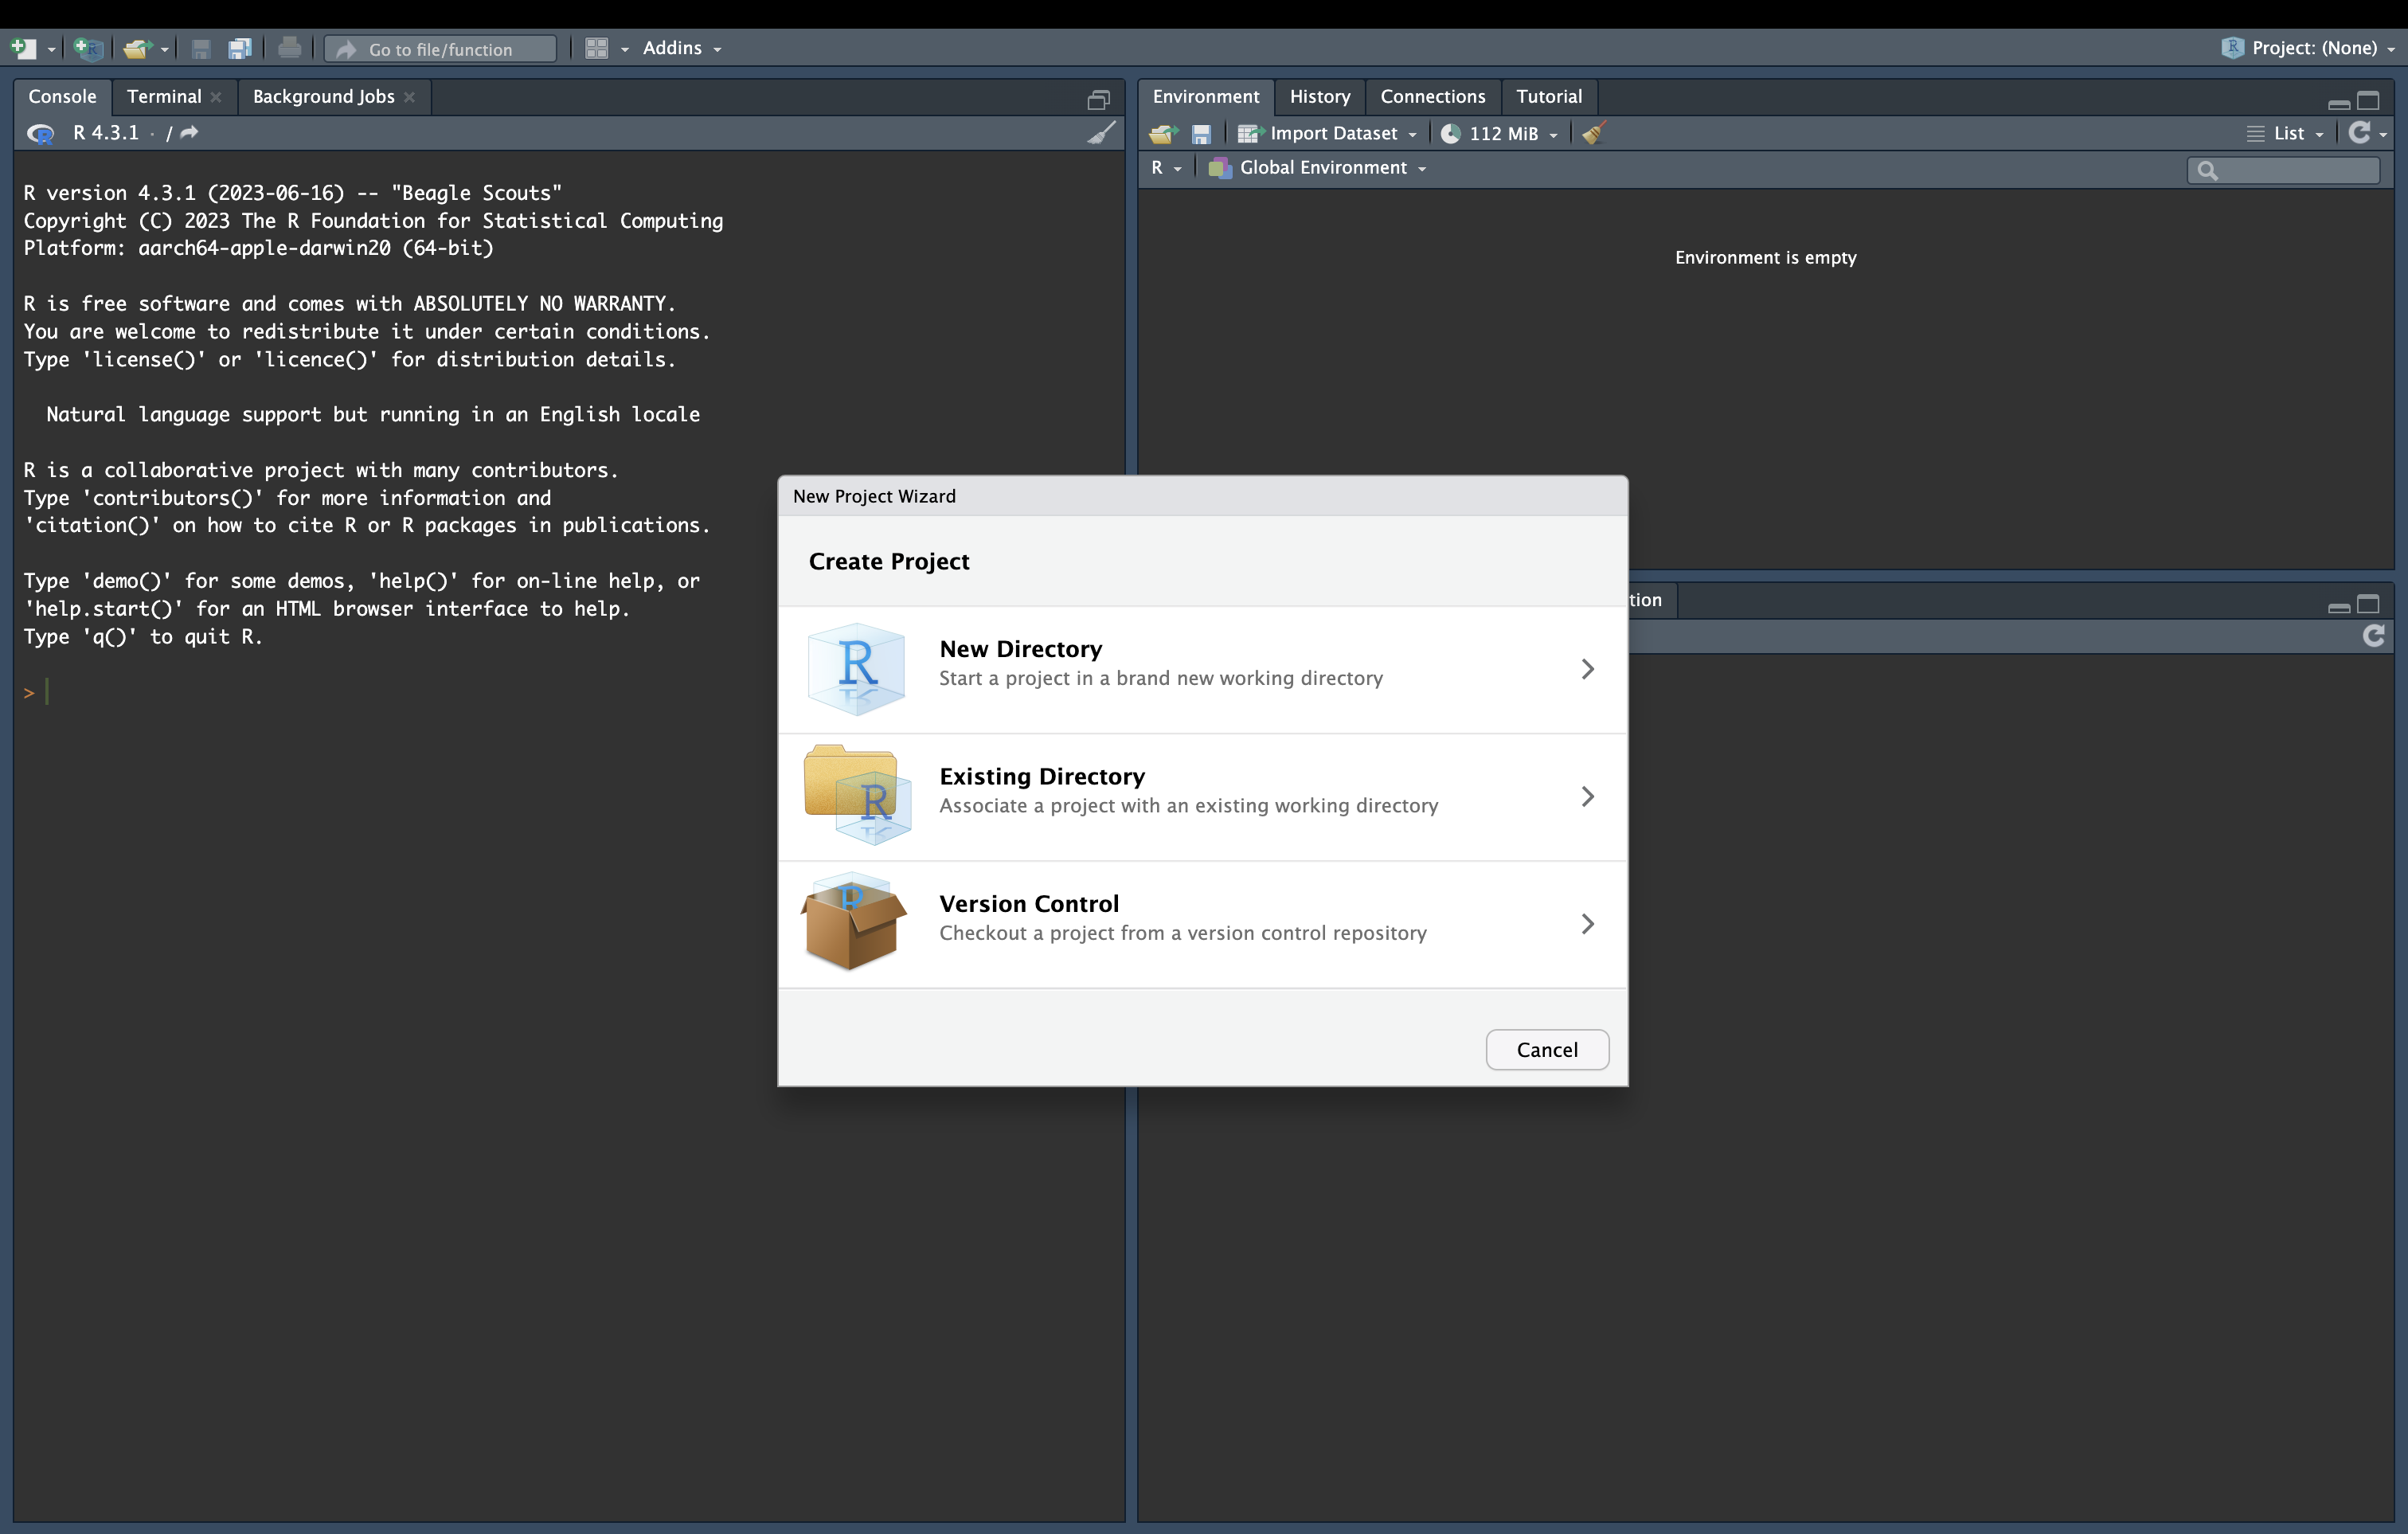 Go to file/function
Addins
Project: (None)
Console
Terminal
Background Jobs
R 4.3.1 · /
R version 4.3.1 (2023-06-16) -- "Beagle Scouts"
Copyright (C) 2023 The R Foundation for Statistical Computing
Platform: aarch64-apple-darwin20 (64-bit)
R is free software and comes with ABSOLUTELY NO WARRANTY.
You are welcome to redistribute it under certain conditions.
Type 'license()' or 'licence()' for distribution details.
Natural language support but running in an English locale
R is a collaborative project with many contributors.
Type 'contributors()' for more information and
'citation()' on how to cite R or R packages in publications.
Type 'demo()' for some demos, 'help()' for on-line help, or
'help.start()' for an HTML browser interface to help.
Type 'q()' to quit R.
>
Environment
History
Connections
Tutorial
Import Dataset
112 MiB
List
R
Global Environment
Environment is empty
tion
New Project Wizard
Create Project
R
New Directory
Start a project in a brand new working directory
R
Existing Directory
Associate a project with an existing working directory
R
Version Control
Checkout a project from a version control repository
Cancel